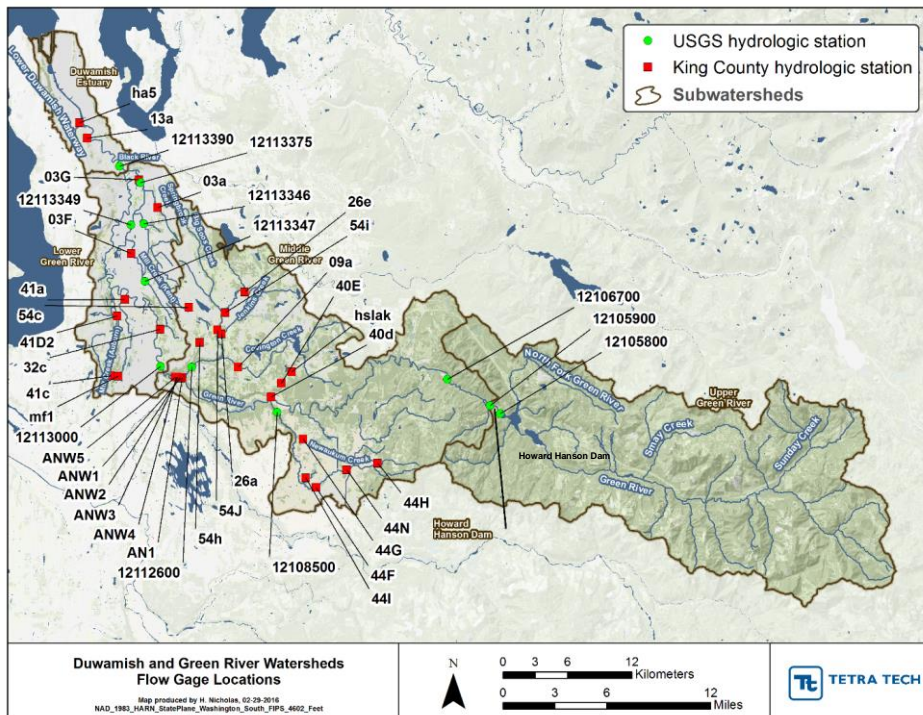 USGS hydrologic station
King County hydrologic station
Subwatersheds
Duwamish
Estuary
Lower Duwamish Waterway
ha5
13a
12113390
12113375
Black River
03G
03a
12113349
12113346
03F
12113347
26e
54i
Lower
Green River
Middle
Green River
09a
40E
41a
54c
Jenkins Creek
hslak
40d
12106700
12105900
12105800
41D2
32c
Covington Creek
North Fork Green River
Upper
Green River
41c
mf1
Green River
Smay Creek
Sunday Creek
12113000
Newaukum Creek
Howard Hanson Dam
Green River
ANW5
ANW1
ANW2
ANW3
ANW4
AN1
12112600
26a
54J
54h
12108500
44H
44N
44G
44F
44I
Howard
Hanson Dam
Duwamish and Green River Watersheds
Flow Gage Locations
Map produced by H. Nicholas, 02-29-2016
NAD_1983_HARN_StatePlane_Washington_South_FIPS_4602_Feet
N
0 3 6 12
Kilometers
0 3 6 12
Miles
Tt
TETRA TECH